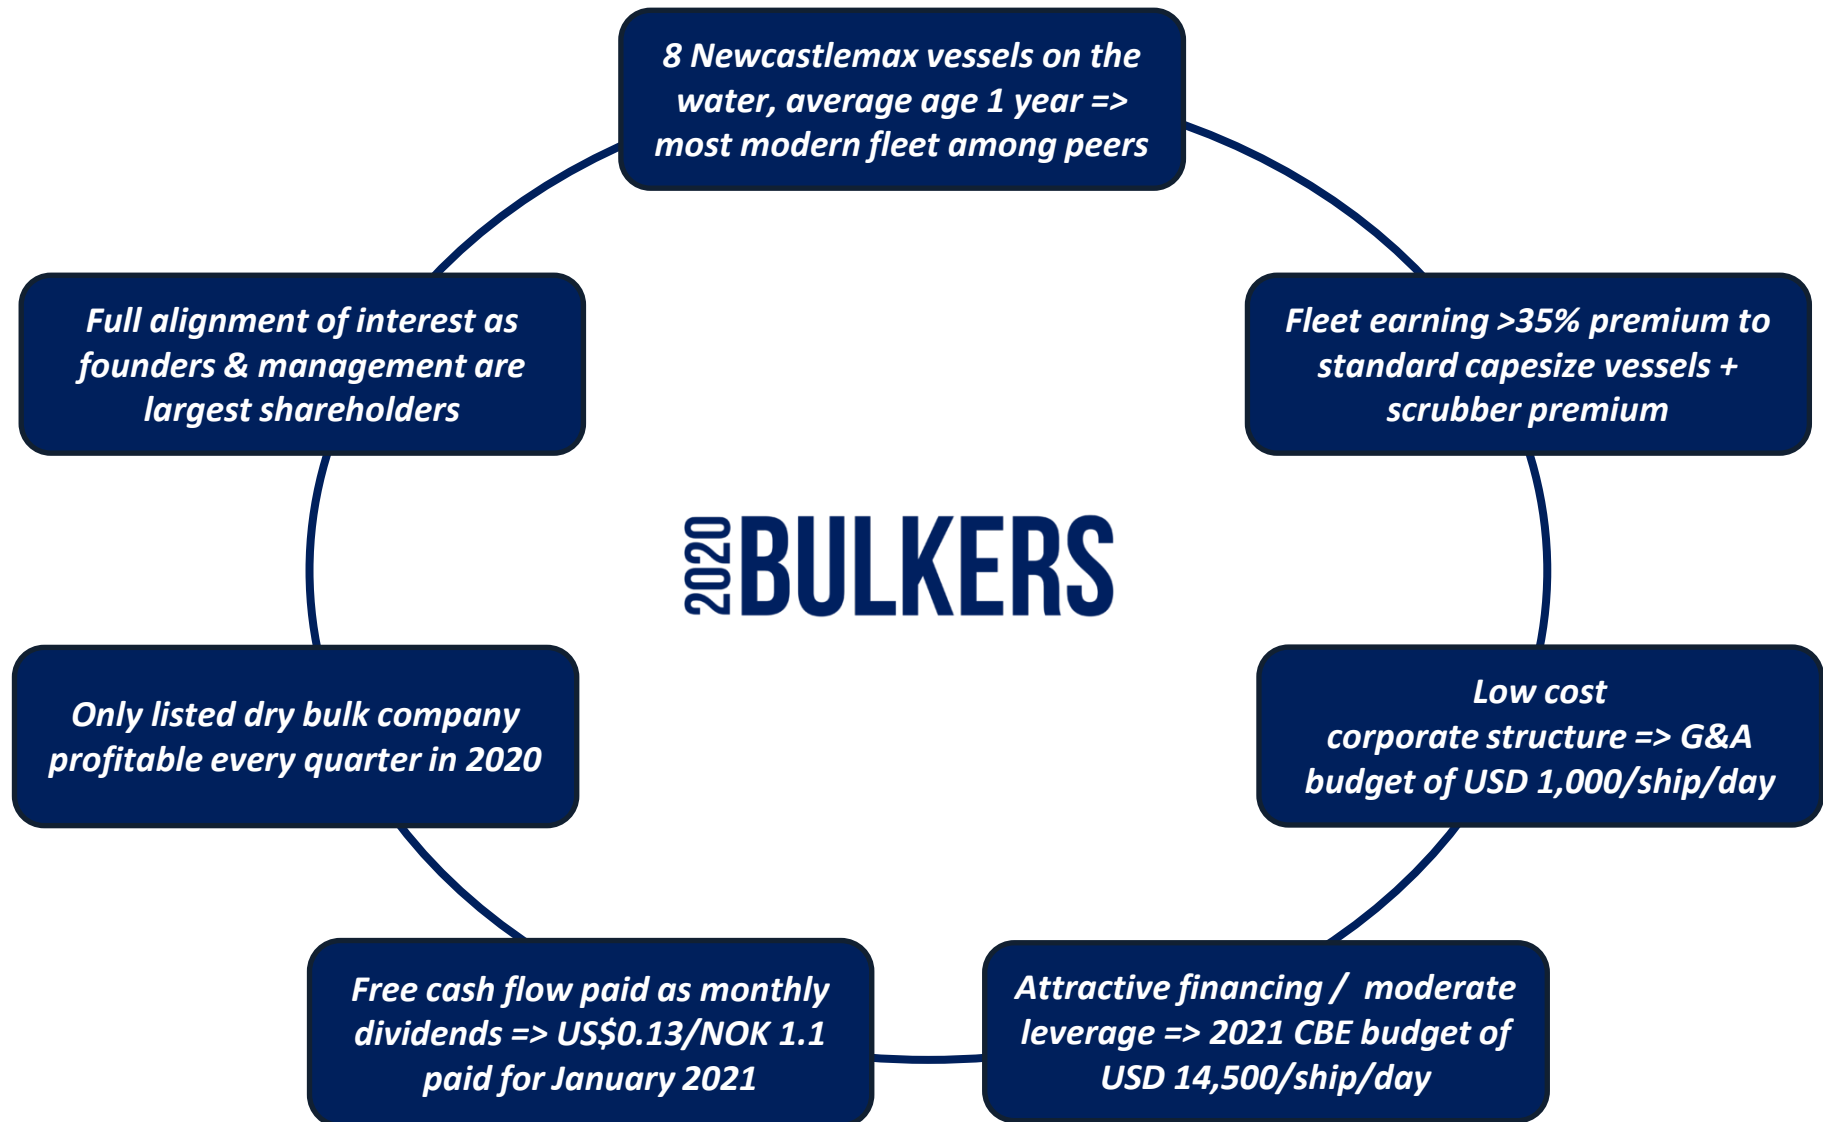 8 Newcastlemax vessels on the
water, average age 1 year =>
most modern fleet among peers
Full alignment of interest as
founders & management are
largest shareholders
Fleet earning >35% premium to
standard capesize vessels +
scrubber premium
2020 BULKERS
Only listed dry bulk company
profitable every quarter in 2020
Low cost
corporate structure => G&A
budget of USD 1,000/ship/day
Free cash flow paid as monthly
dividends => US$0.13/NOK 1.1
paid for January 2021
Attractive financing / moderate
leverage => 2021 CBE budget of
USD 14,500/ship/day